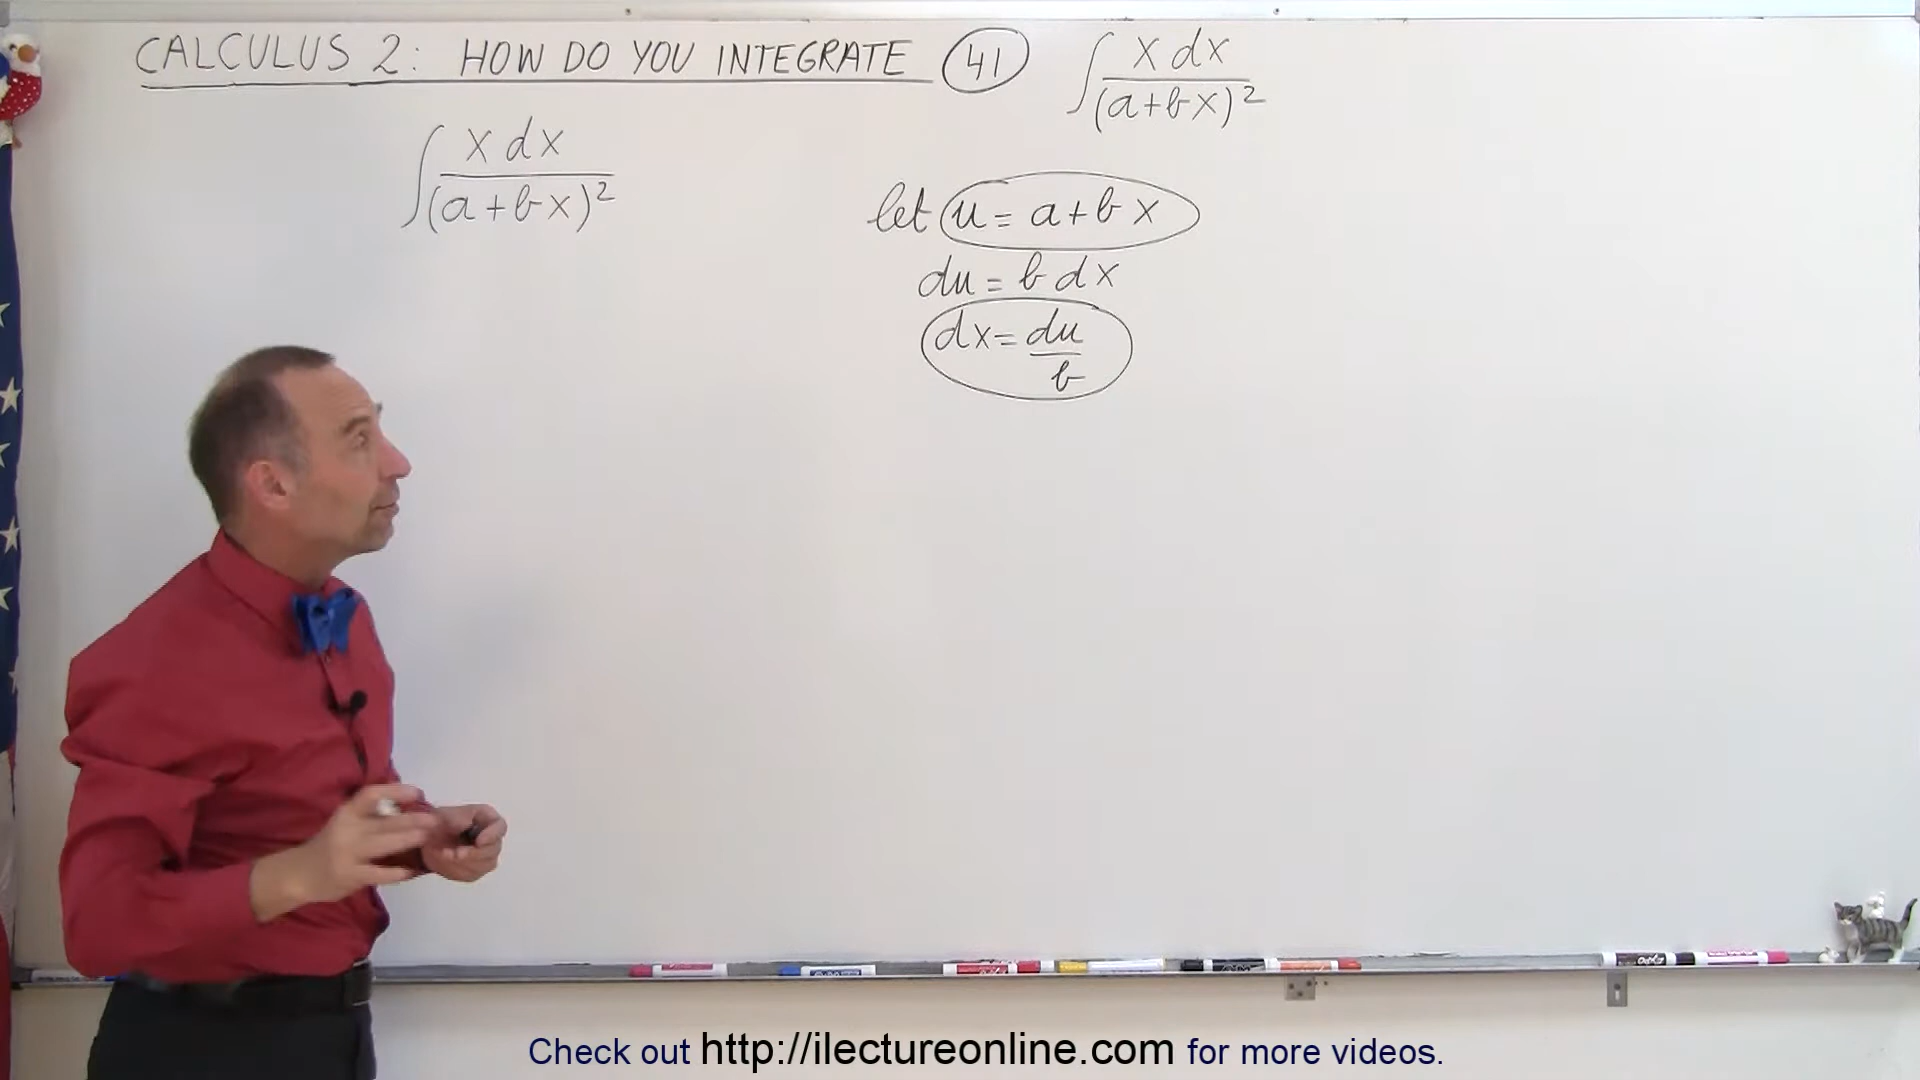 CALCULUS 2: HOW DO YOU INTEGRATE 41 ∫ x dx / (a+bx)²
∫ x dx / (a+bx)²
let u = a+bx
du = b dx
dx = du / b
Check out http://ilectureonline.com for more videos.